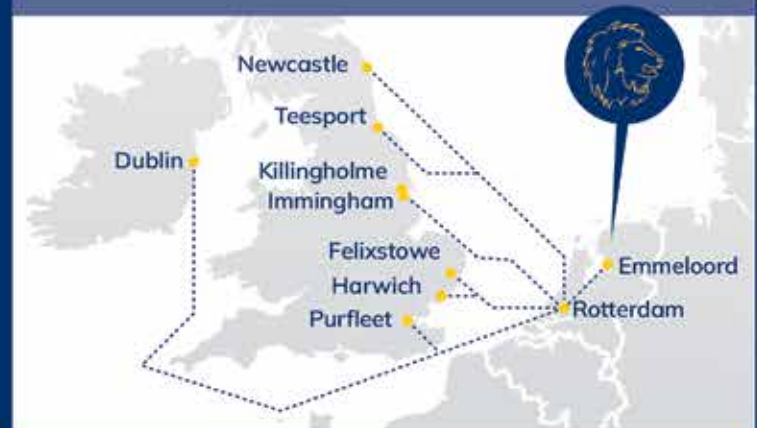 Newcastle
Teesport
Dublin
Killingholme
Immingham
Felixstowe
Emmeloord
Harwich
Rotterdam
Purfleet